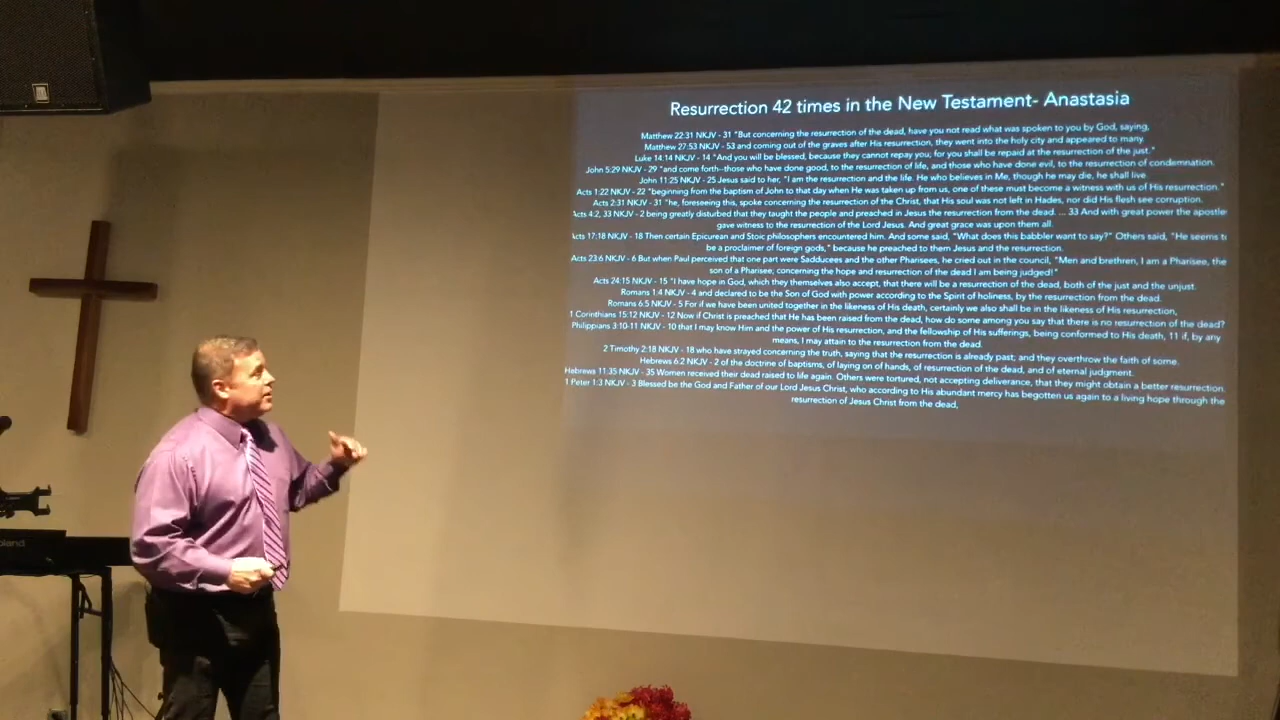 Resurrection 42 times in the New Testament- Anastasia
Matthew 22:31 NKJV - 31 "But concerning the resurrection of the dead, have you not read what was spoken to you by God, saying,
Matthew 27:53 NKJV - 53 and coming out of the graves after His resurrection, they went into the holy city and appeared to many.
Luke 14:14 NKJV - 14 "And you will be blessed, because they cannot repay you; for you shall be repaid at the resurrection of the just."
John 5:29 NKJV - 29 "and come forth--those who have done good, to the resurrection of life, and those who have done evil, to the resurrection of condemnation.
John 11:25 NKJV - 25 Jesus said to her, "I am the resurrection and the life. He who believes in Me, though he may die, he shall live.
Acts 1:22 NKJV - 22 "beginning from the baptism of John to that day when He was taken up from us, one of these must become a witness with us of His resurrection."
Acts 2:31 NKJV - 31 "he, foreseeing this, spoke concerning the resurrection of the Christ, that His soul was not left in Hades, nor did His flesh see corruption.
Acts 4:2, 33 NKJV - 2 being greatly disturbed that they taught the people and preached in Jesus the resurrection from the dead. ... 33 And with great power the apostles
gave witness to the resurrection of the Lord Jesus. And great grace was upon them all.
Acts 17:18 NKJV - 18 Then certain Epicurean and Stoic philosophers encountered him. And some said, "What does this babbler want to say?" Others said, "He seems to
be a proclaimer of foreign gods," because he preached to them Jesus and the resurrection.
Acts 23:6 NKJV - 6 But when Paul perceived that one part were Sadducees and the other Pharisees, he cried out in the council, "Men and brethren, I am a Pharisee, the
son of a Pharisee; concerning the hope and resurrection of the dead I am being judged!"
Acts 24:15 NKJV - 15 "I have hope in God, which they themselves also accept, that there will be a resurrection of the dead, both of the just and the unjust.
Romans 1:4 NKJV - 4 and declared to be the Son of God with power according to the Spirit of holiness, by the resurrection from the dead.
Romans 6:5 NKJV - 5 For if we have been united together in the likeness of His death, certainly we also shall be in the likeness of His resurrection,
1 Corinthians 15:12 NKJV - 12 Now if Christ is preached that He has been raised from the dead, how do some among you say that there is no resurrection of the dead?
Philippians 3:10-11 NKJV - 10 that I may know Him and the power of His resurrection, and the fellowship of His sufferings, being conformed to His death, 11 if, by any
means, I may attain to the resurrection from the dead.
2 Timothy 2:18 NKJV - 18 who have strayed concerning the truth, saying that the resurrection is already past; and they overthrow the faith of some.
Hebrews 6:2 NKJV - 2 of the doctrine of baptisms, of laying on of hands, of resurrection of the dead, and of eternal judgment.
Hebrews 11:35 NKJV - 35 Women received their dead raised to life again. Others were tortured, not accepting deliverance, that they might obtain a better resurrection.
1 Peter 1:3 NKJV - 3 Blessed be the God and Father of our Lord Jesus Christ, who according to His abundant mercy has begotten us again to a living hope through the
resurrection of Jesus Christ from the dead,